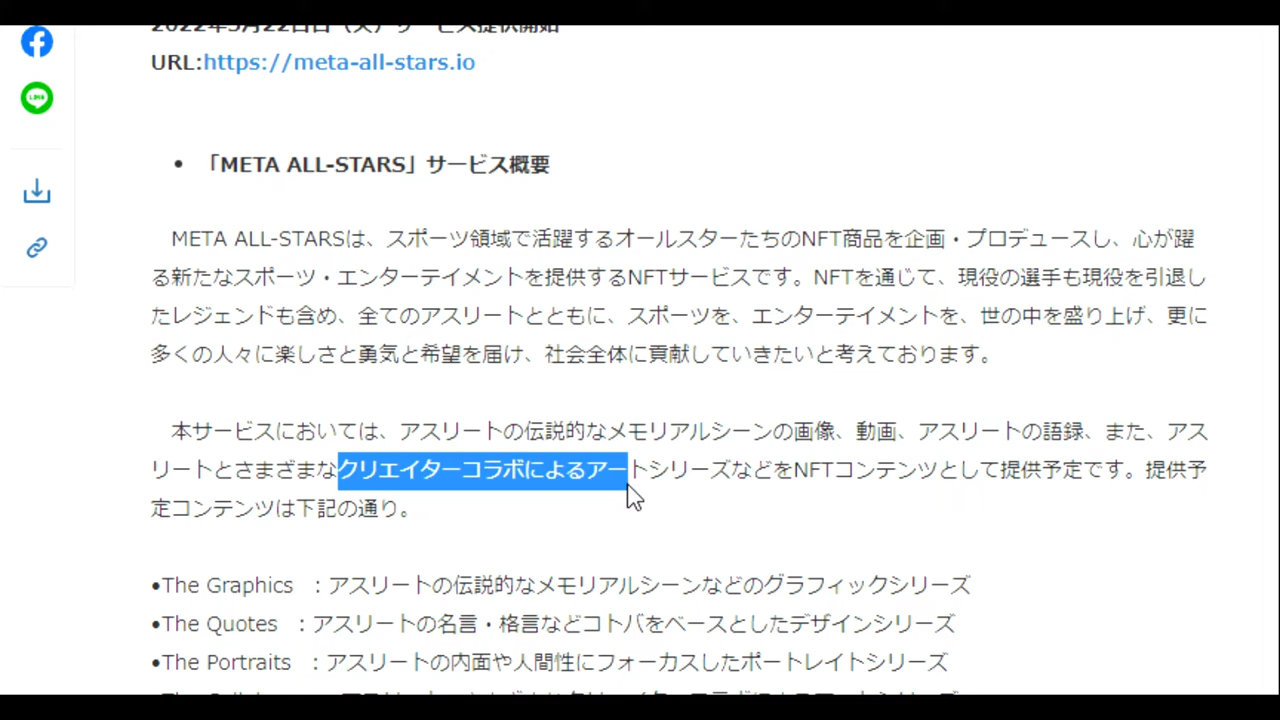 URL:https://meta-all-stars.io
• 「META ALL-STARS」サービス概要
META ALL-STARSは、スポーツ領域で活躍するオールスターたちのNFT商品を企画・プロデュースし、心が躍
る新たなスポーツ・エンターテイメントを提供するNFTサービスです。NFTを通じて、現役の選手も現役を引退し
たレジェンドも含め、全てのアスリートとともに、スポーツを、エンターテイメントを、世の中を盛り上げ、更に
多くの人々に楽しさと勇気と希望を届け、社会全体に貢献していきたいと考えております。
本サービスにおいては、アスリートの伝説的なメモリアルシーンの画像、動画、アスリートの語録、また、アス
リートとさまざまなクリエイターコラボによるアートシリーズなどをNFTコンテンツとして提供予定です。提供予
定コンテンツは下記の通り。
•The Graphics ：アスリートの伝説的なメモリアルシーンなどのグラフィックシリーズ
•The Quotes ：アスリートの名言・格言などコトバをベースとしたデザインシリーズ
•The Portraits ：アスリートの内面や人間性にフォーカスしたポートレイトシリーズ